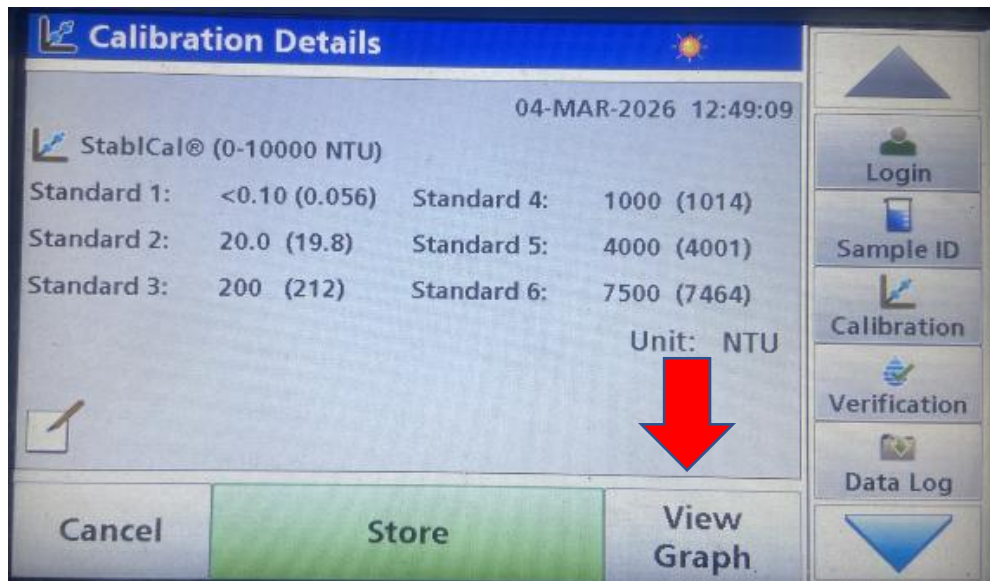 Calibration Details
04-MAR-2026 12:49:09
StablCal® (0-10000 NTU)
Standard 1: <0.10 (0.056) Standard 4: 1000 (1014)
Standard 2: 20.0 (19.8) Standard 5: 4000 (4001)
Standard 3: 200 (212) Standard 6: 7500 (7464)
Unit: NTU
Cancel
Store
View
Graph
Login
Sample ID
Calibration
Verification
Data Log